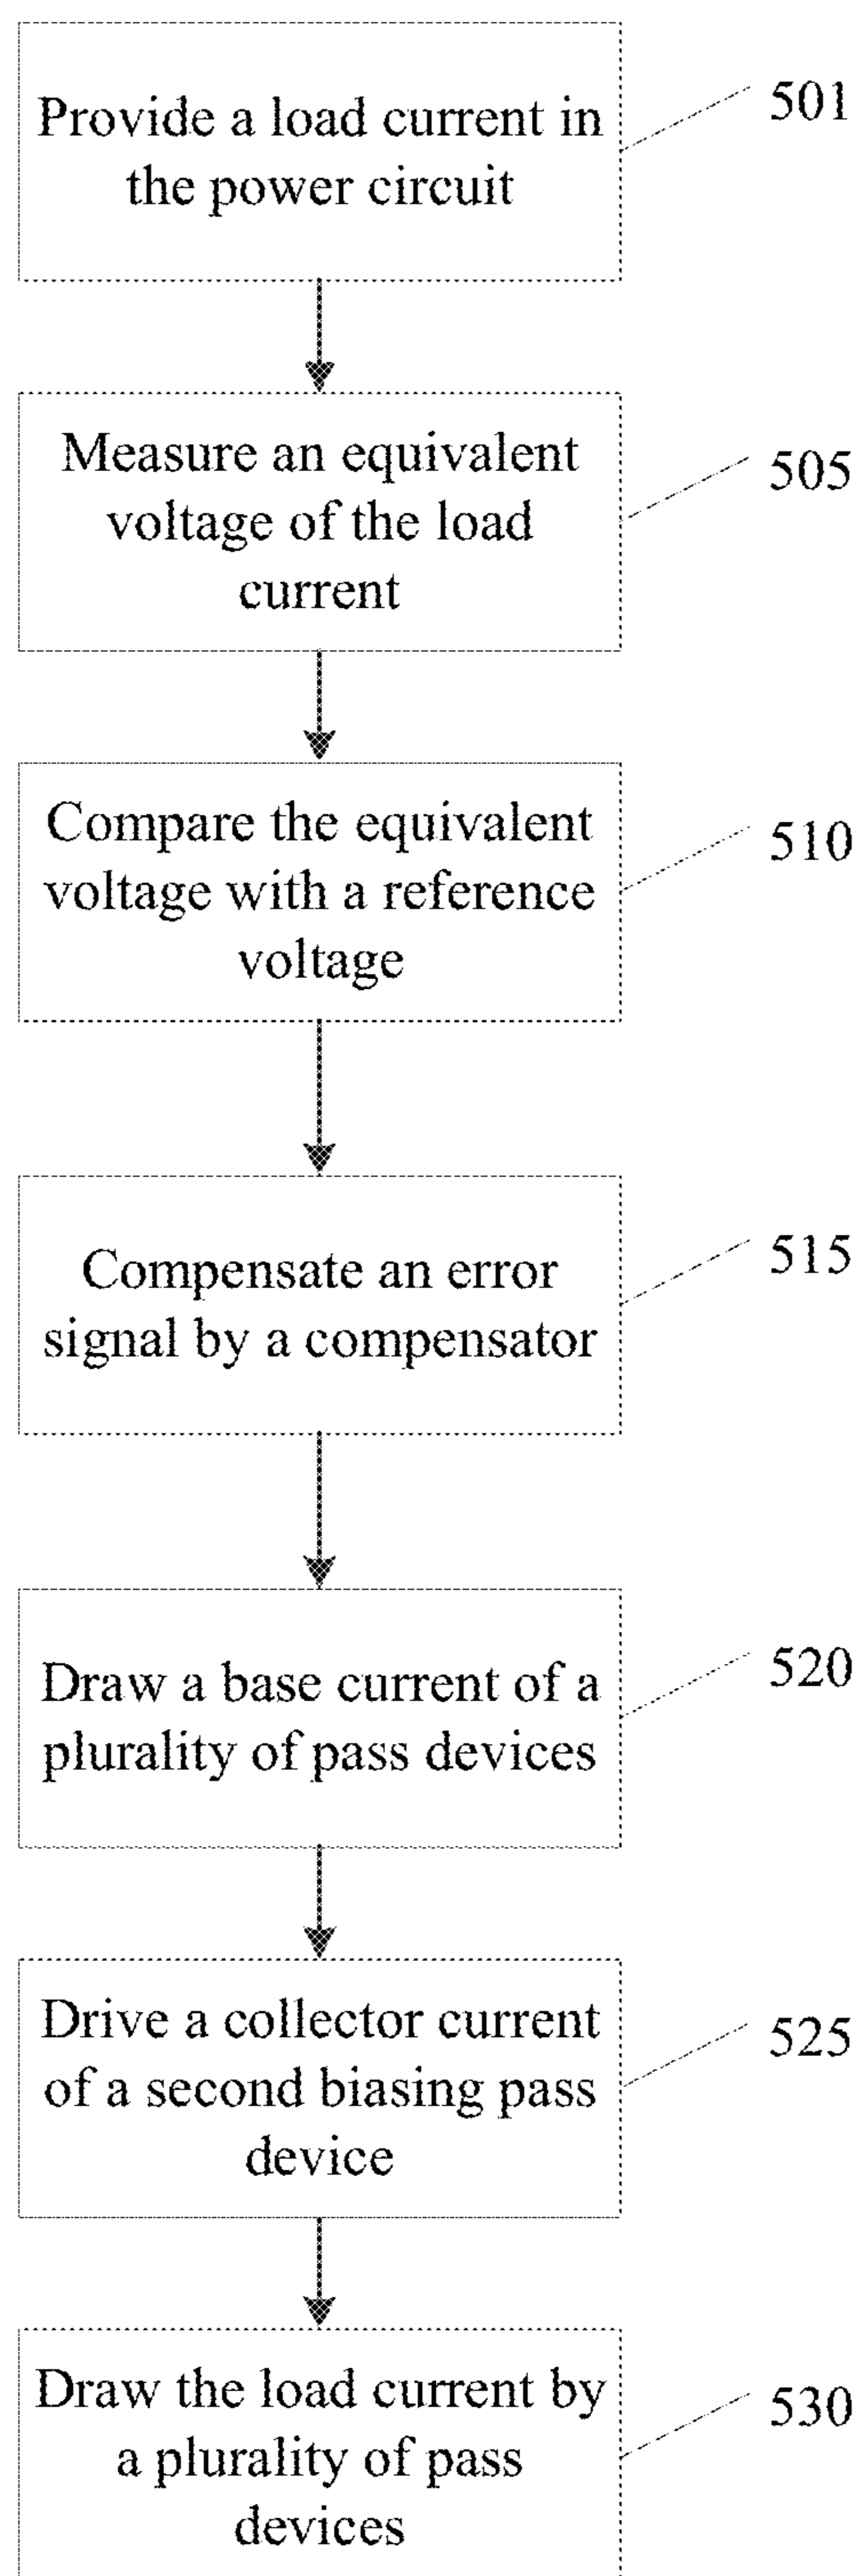 Provide a load current in
the power circuit
501
Measure an equivalent
voltage of the load
current
505
Compare the equivalent
voltage with a reference
voltage
510
Compensate an error
signal by a compensator
515
Draw a base current of a
plurality of pass devices
520
Drive a collector current
of a second biasing pass
device
525
Draw the load current by
a plurality of pass
devices
530